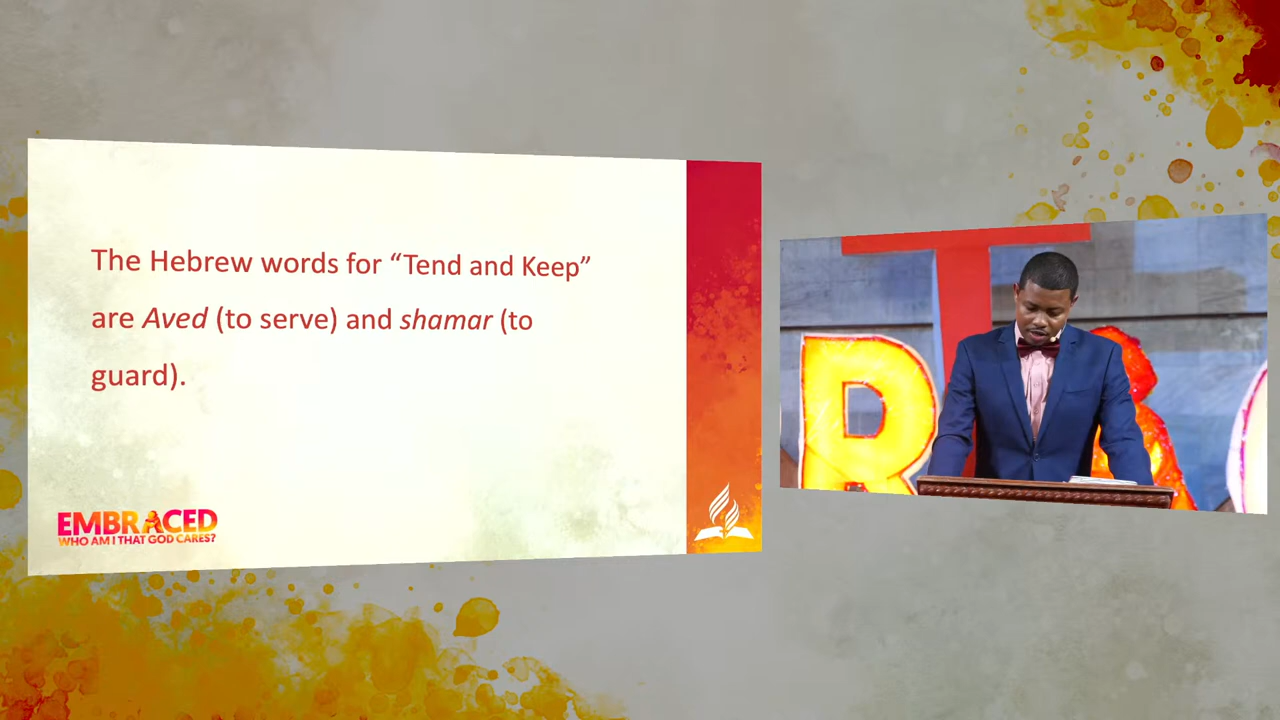 The Hebrew words for “Tend and Keep”
are Aved (to serve) and shamar (to
guard).
EMBRACED
WHO AM I THAT GOD CARES?
T
R